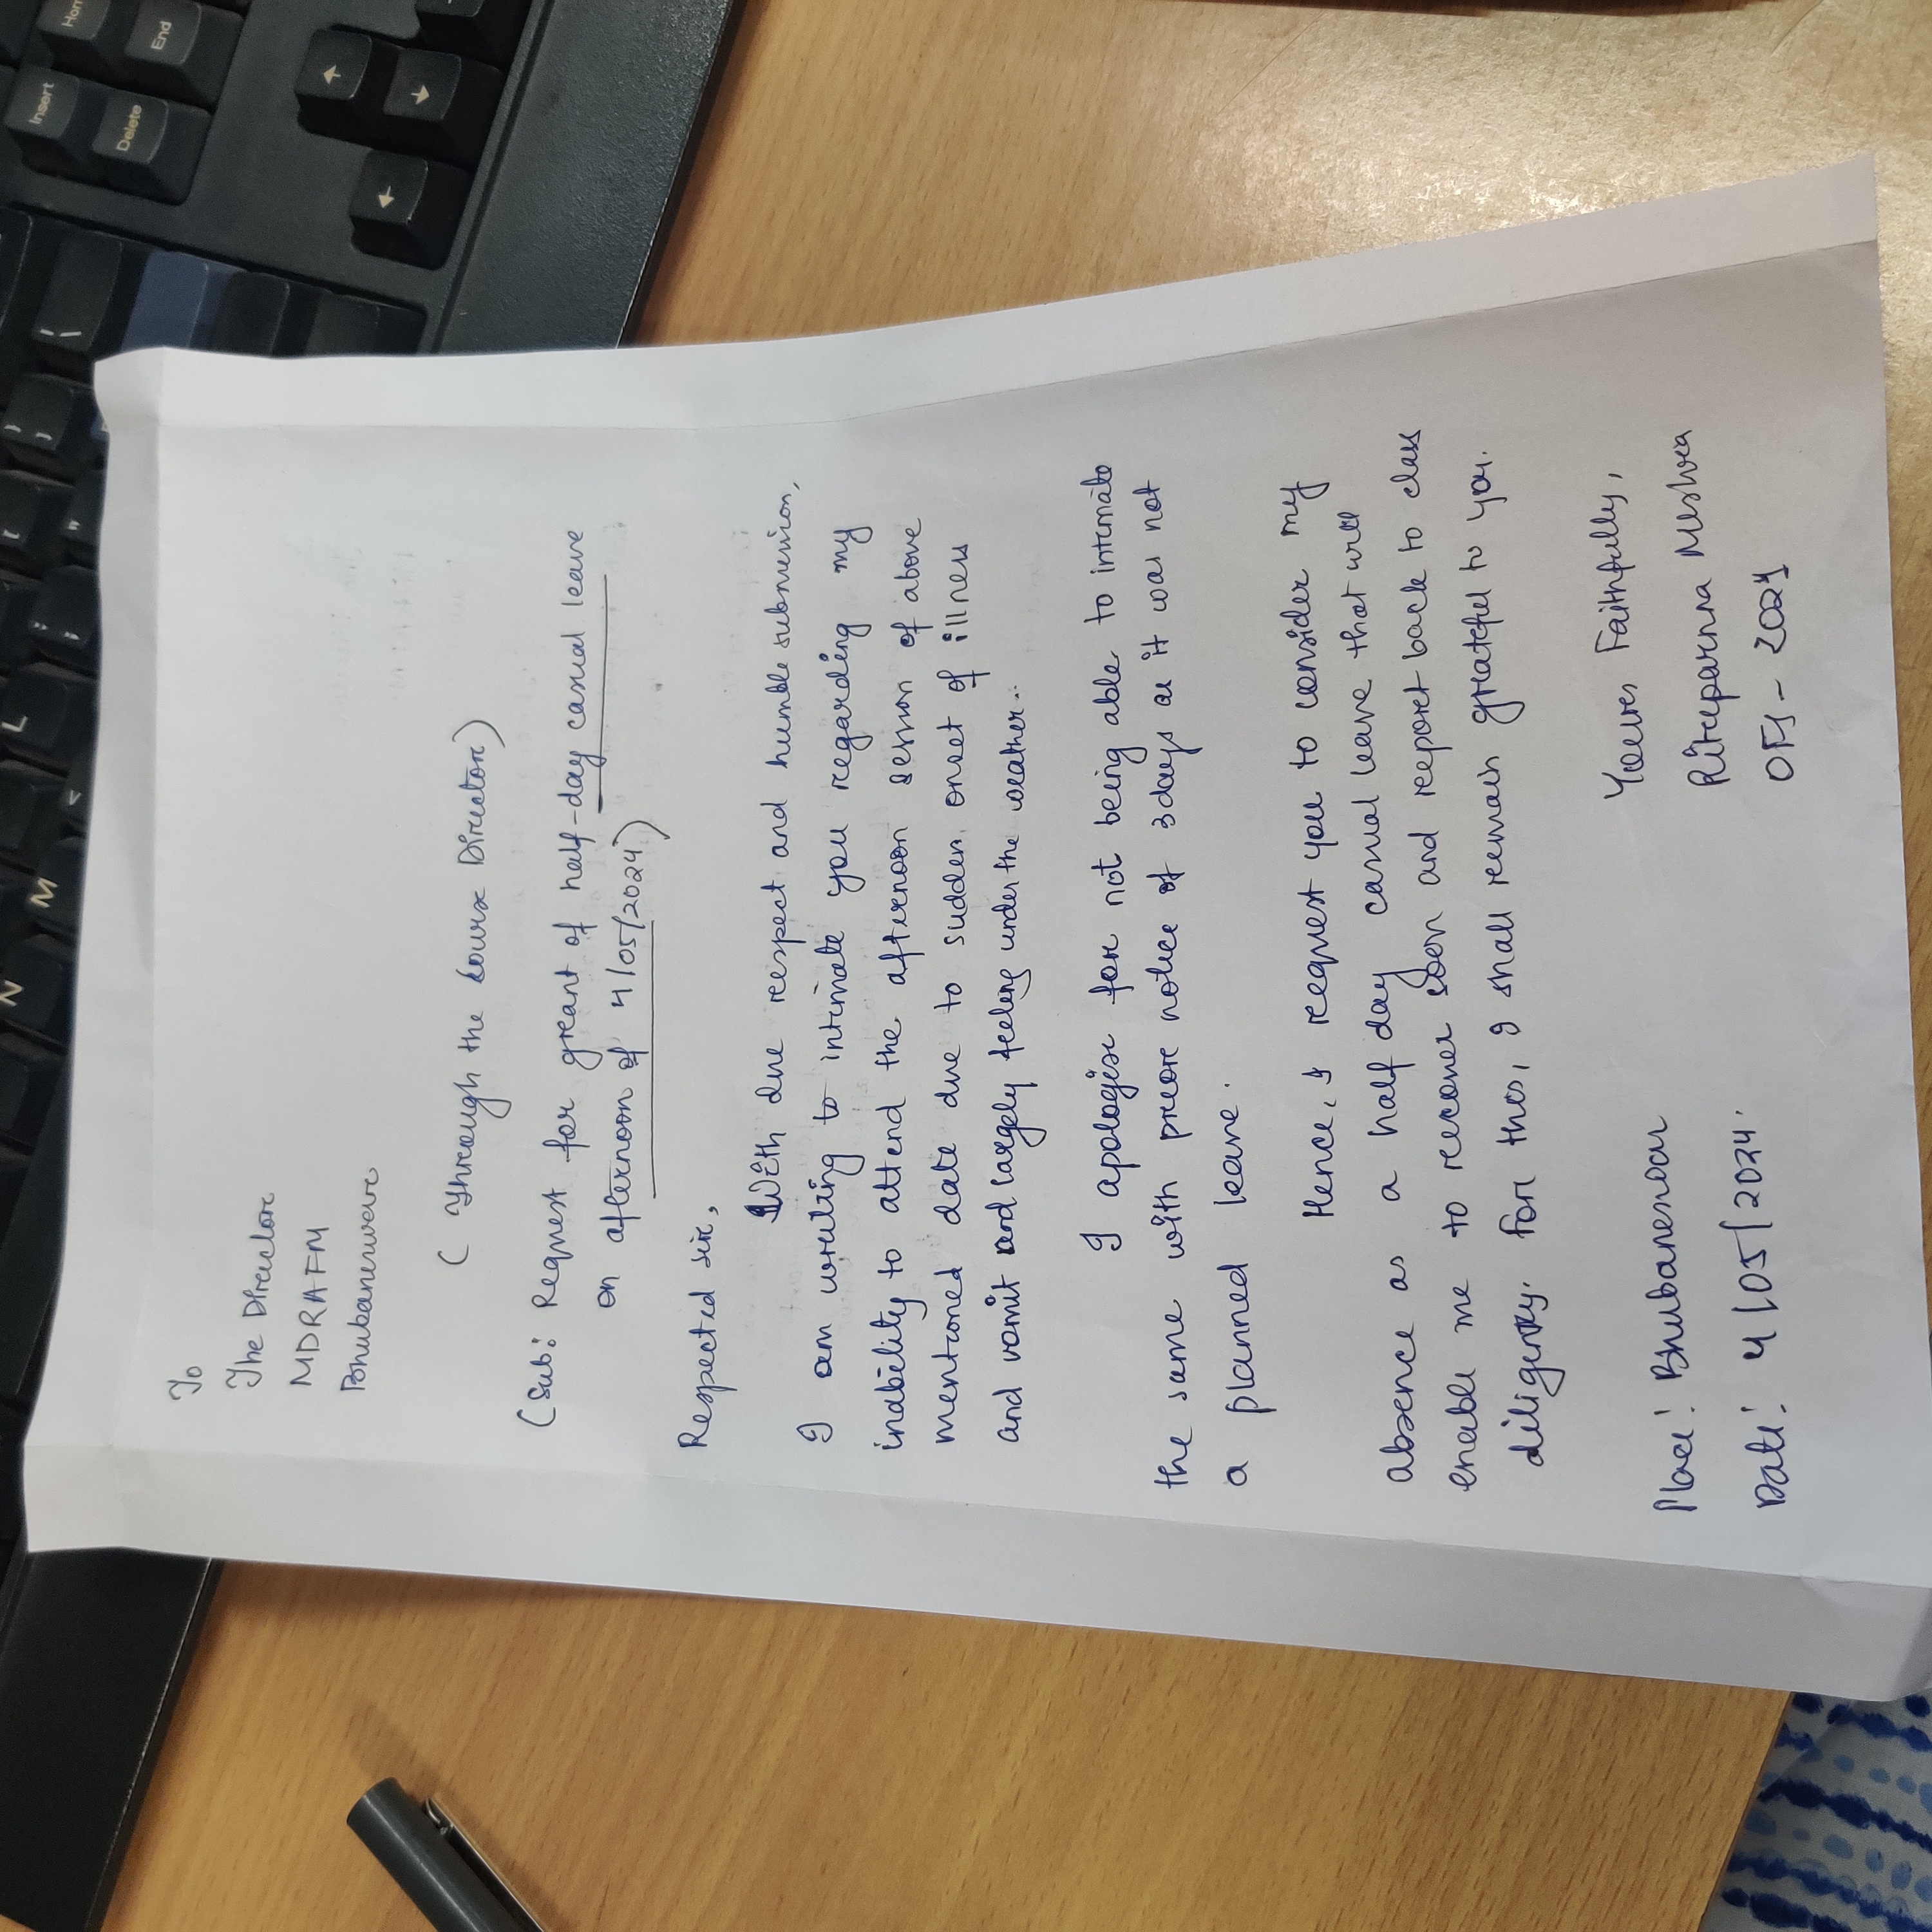 N
M
L
<
:
;
"
[
}
]
|
\
Insert
Hom
Delete
End
To
The Director
MDRAFM
Bhubaneswar
( Through the Course Director)
(Sub: Request for grant of half-day casual leave
on afternoon of 4/05/2024)
Respected sir,
With due respect and humble submission,
I am writing to intimate you regarding my
inability to attend the afternoon session of above
mentioned date due to sudden onset of illness
and vomit and largely feeling under the weather..
I apologise for not being able to intimate
the same with prior notice of 3 days as it was not
a planned leave.
Hence, I request you to consider my
absence as a half day casual leave that will
enable me to recover soon and report back to class
diligently. For this, I shall remain grateful to you.
Yours Faithfully,
Place: Bhubaneswar
Rituparnna Mishra
Date: 4/05/2024.
OFS - 2021